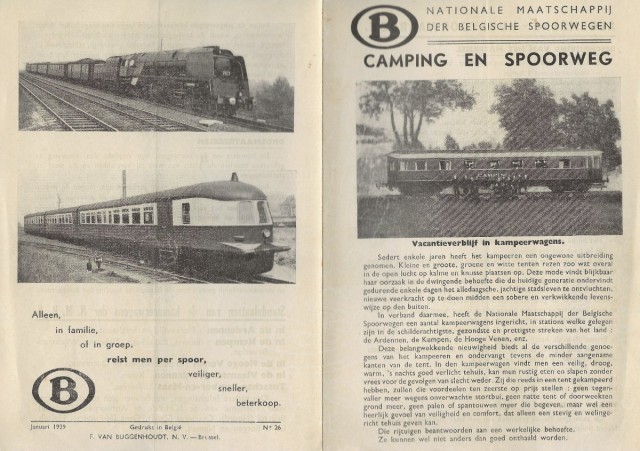 Alleen,
in familie,
of in groep,
reist men per spoor,
veiliger,
sneller,
beterkoop.
B
Januari 1939
Gedrukt in België
Nr 26
F. VAN BUGGENHOUDT, N. V. — Brussel.
B
NATIONALE MAATSCHAPPIJ
DER BELGISCHE SPOORWEGEN
CAMPING EN SPOORWEG
CAMPING
Vacantieverblijf in kampeerwagens.
Sedert enkele jaren heeft het kampeeren een ongewone uitbreiding
genomen. Kleine en groote, groene en witte tenten rezen zoo wat overal
in de open lucht op kalme en knusse plaatsen op. Deze mode vindt blijkbaar
haar oorzaak in de dwingende behoefte die de huidige generatie ondervindt
gedurende enkele dagen het alledaagsche, jachtige stadsleven te ontvluchten,
nieuwe veerkracht op te doen midden een sobere en verkwikkende levens-
wijze op den buiten.
In verband daarmee, heeft de Nationale Maatschappij der Belgische
Spoorwegen een aantal kampeerwagens ingericht, in stations welke gelegen
zijn in de schilderachtigste, gezondste en prettigste streken van het land :
de Ardennen, de Kempen, de Hooge Venen, enz.
Deze belangwekkende nieuwigheid biedt al de verschillende genoe-
gens van het kampeeren en ondervangt tevens de minder aangename
kanten van de tent. In den kampwagen vindt men een veilig, droog,
warm, 's nachts goed verlicht tehuis, kan men rustig eten en slapen zonder
vrees voor de gevolgen van slecht weder. Zij die reeds in een tent gekampeerd
hebben, zullen die voordeelen ten zeerste op prijs stellen : geen tegen-
valler meer wegens onverwachte stortbui, geen natte tent of doorweekten
grond meer, geen palen of spantouwen meer die begeven, maar wel een
heerlijk gevoel van veiligheid en comfort, dat alleen een stevig en welinge-
richt tehuis geven kan.
Die rijtuigen beantwoorden aan een werkelijke behoefte.
Ze kunnen wel niet anders dan goed onthaald worden.